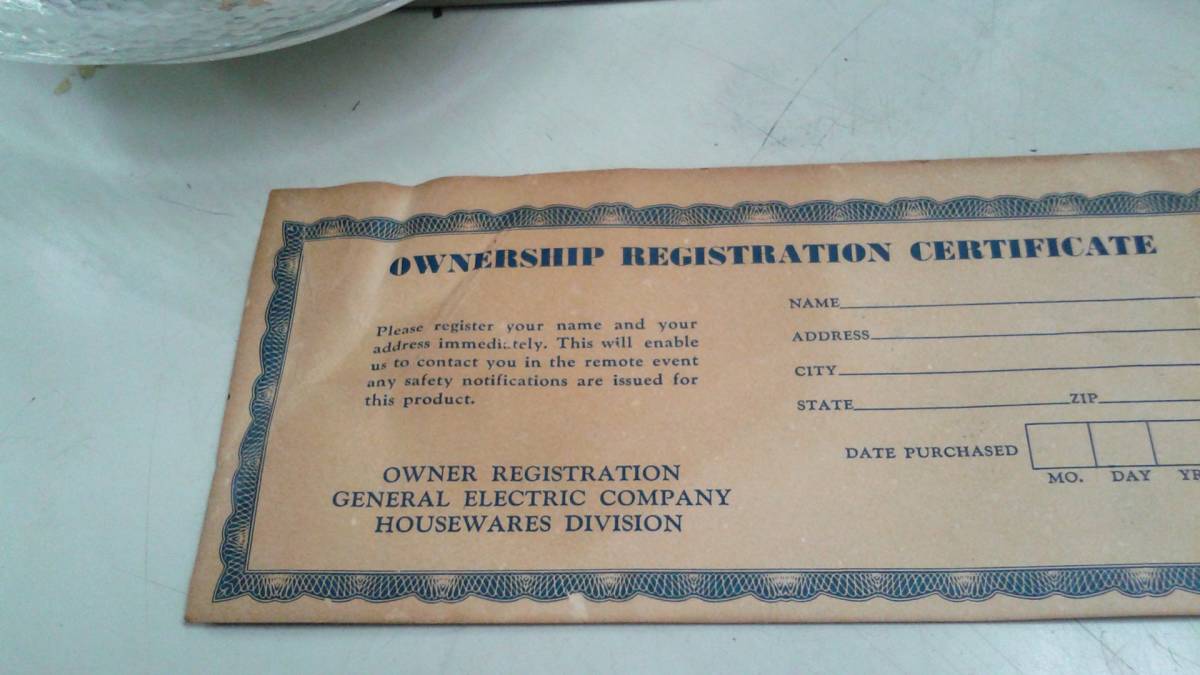 OWNERSHIP REGISTRATION CERTIFICATE
Please register your name and your
address immediately. This will enable
us to contact you in the remote event
any safety notifications are issued for
this product.
OWNER REGISTRATION
GENERAL ELECTRIC COMPANY
HOUSEWARES DIVISION
NAME
ADDRESS
CITY
STATE ZIP
DATE PURCHASED
MO. DAY YR